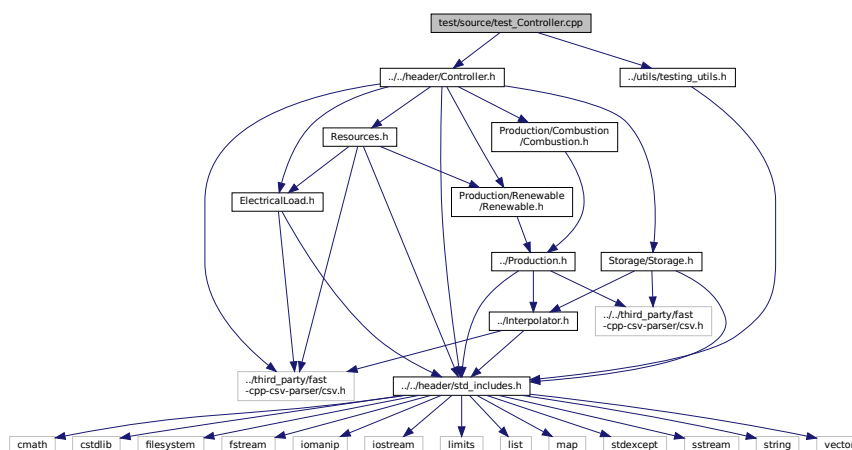 test/source/test_Controller.cpp
../../header/Controller.h
../utils/testing_utils.h
Resources.h
Production/Combustion
/Combustion.h
ElectricalLoad.h
Production/Renewable
/Renewable.h
../Production.h
Storage/Storage.h
../Interpolator.h
../../third_party/fast
-cpp-csv-parser/csv.h
../third_party/fast
-cpp-csv-parser/csv.h
../../header/std_includes.h
cmath
cstdlib
filesystem
fstream
iomanip
iostream
limits
list
map
stdexcept
sstream
string
vector